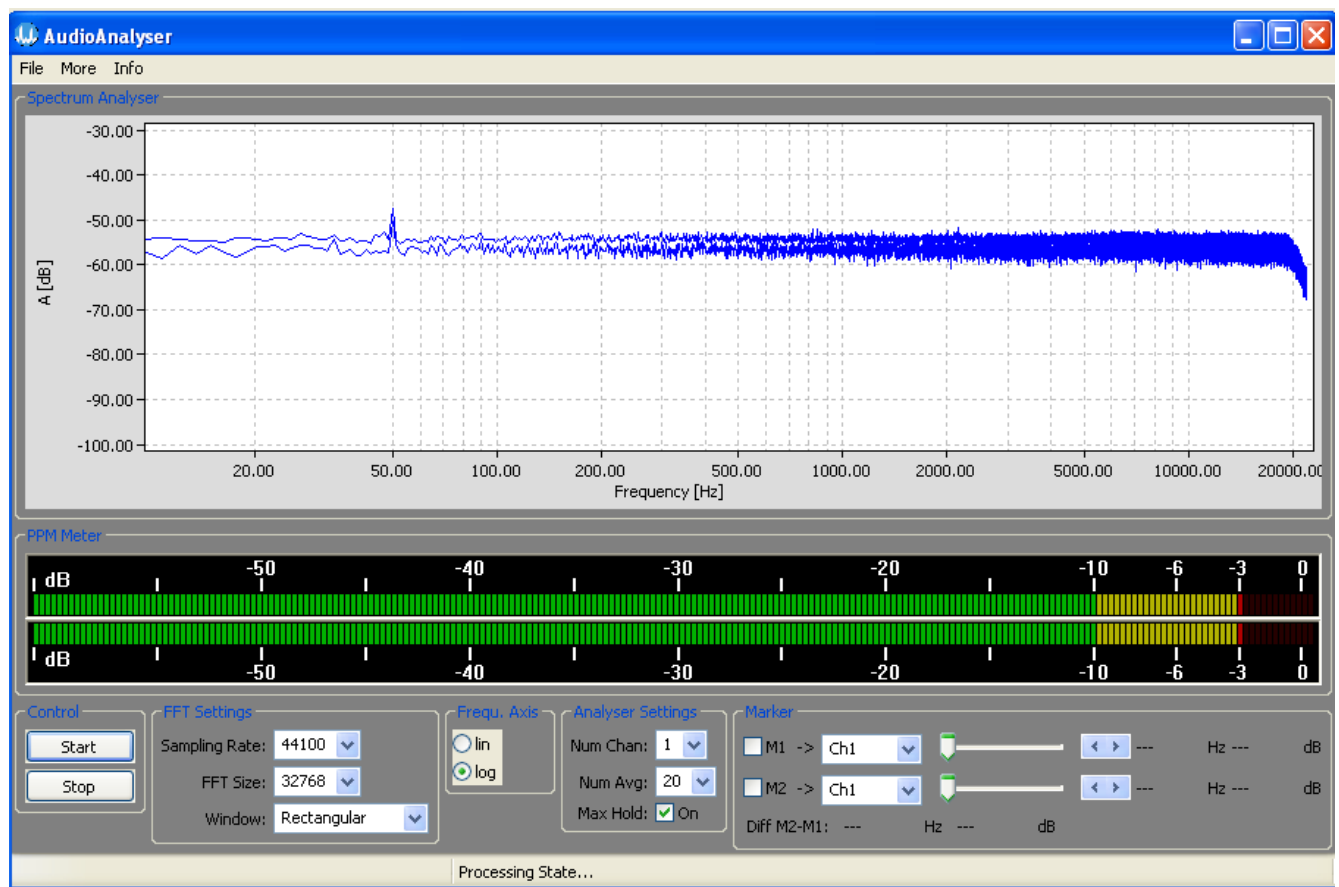 AudioAnalyser
File More Info
Spectrum Analyser
-30.00
-40.00
-50.00
-60.00
-70.00
-80.00
-90.00
-100.00
A [dB]
20.00 50.00 100.00 200.00 500.00 1000.00 2000.00 5000.00 10000.00 20000.00
Frequency [Hz]
PPM Meter
dB -50 -40 -30 -20 -10 -6 -3 0
dB -50 -40 -30 -20 -10 -6 -3 0
Control
Start
Stop
FFT Settings
Sampling Rate: 44100
FFT Size: 32768
Window: Rectangular
Frequ. Axis
lin
log
Analyser Settings
Num Chan: 1
Num Avg: 20
Max Hold: On
Marker
M1 -> Ch1 < > --- Hz --- dB
M2 -> Ch1 < > --- Hz --- dB
Diff M2-M1: --- Hz --- dB
Processing State...